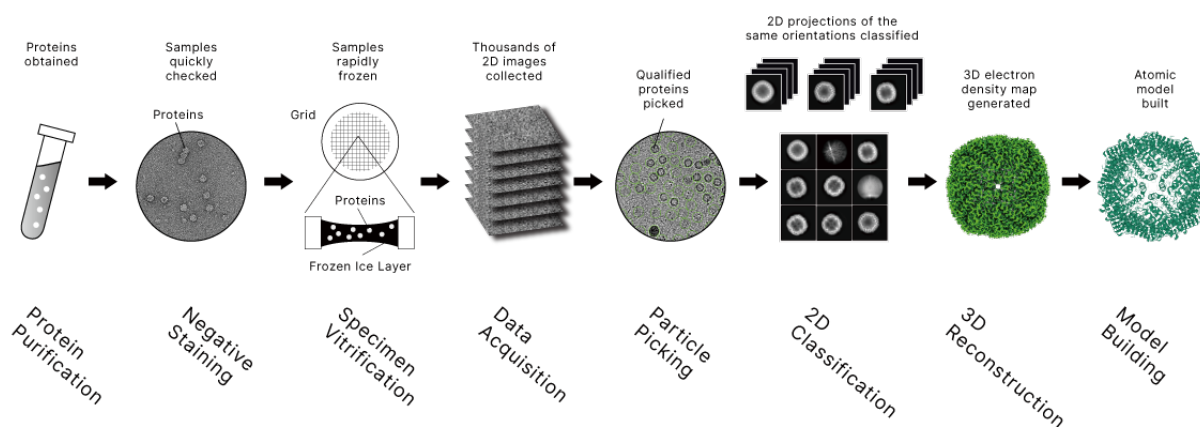 Proteins
obtained
Samples
quickly
checked
Proteins
Samples
rapidly
frozen
Grid
Proteins
Frozen Ice Layer
Thousands of
2D images
collected
Qualified
proteins
picked
2D projections of the
same orientations classified
3D electron
density map
generated
Atomic
model
built
Protein
Purification
Negative
Staining
Specimen
Vitrification
Data
Acquisition
Particle
Picking
2D
Classification
3D
Reconstruction
Model
Building